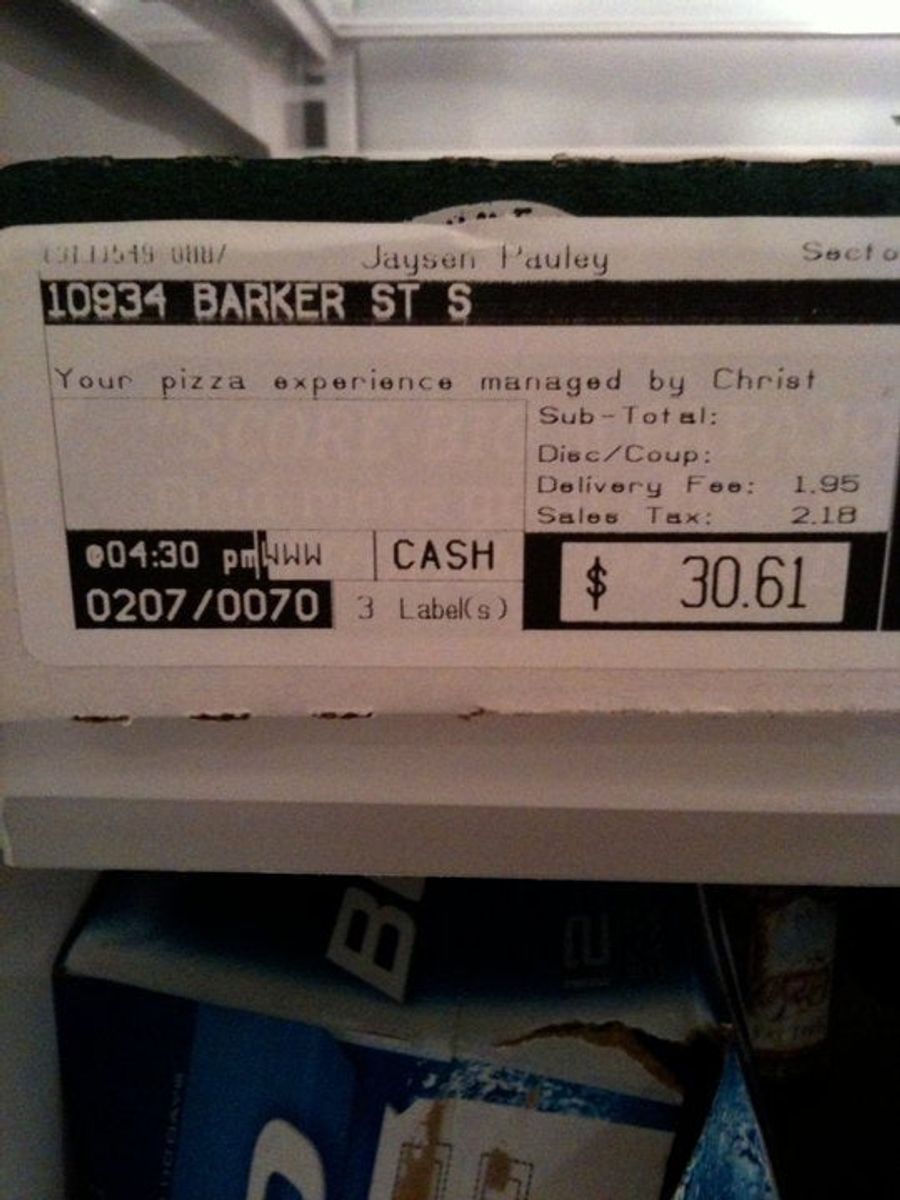 Jaysen Pauley Secto
10934 BARKER ST S
Your pizza experience managed by Christ
Sub-Total:
Disc/Coup:
Delivery Fee: 1.95
Sales Tax: 2.18
@04:30 pm WWW CASH
$ 30.61
0207/0070 3 Label(s)